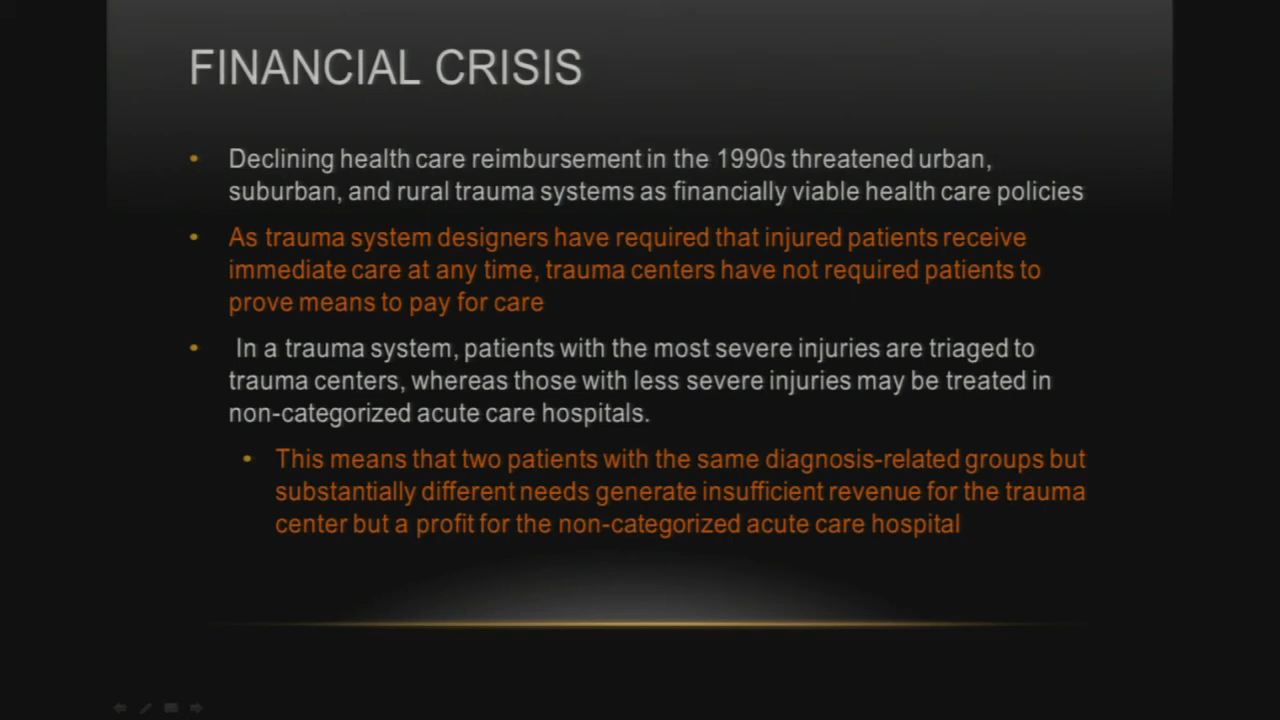 FINANCIAL CRISIS
• Declining health care reimbursement in the 1990s threatened urban,
suburban, and rural trauma systems as financially viable health care policies
• As trauma system designers have required that injured patients receive
immediate care at any time, trauma centers have not required patients to
prove means to pay for care
• In a trauma system, patients with the most severe injuries are triaged to
trauma centers, whereas those with less severe injuries may be treated in
non-categorized acute care hospitals.
• This means that two patients with the same diagnosis-related groups but
substantially different needs generate insufficient revenue for the trauma
center but a profit for the non-categorized acute care hospital